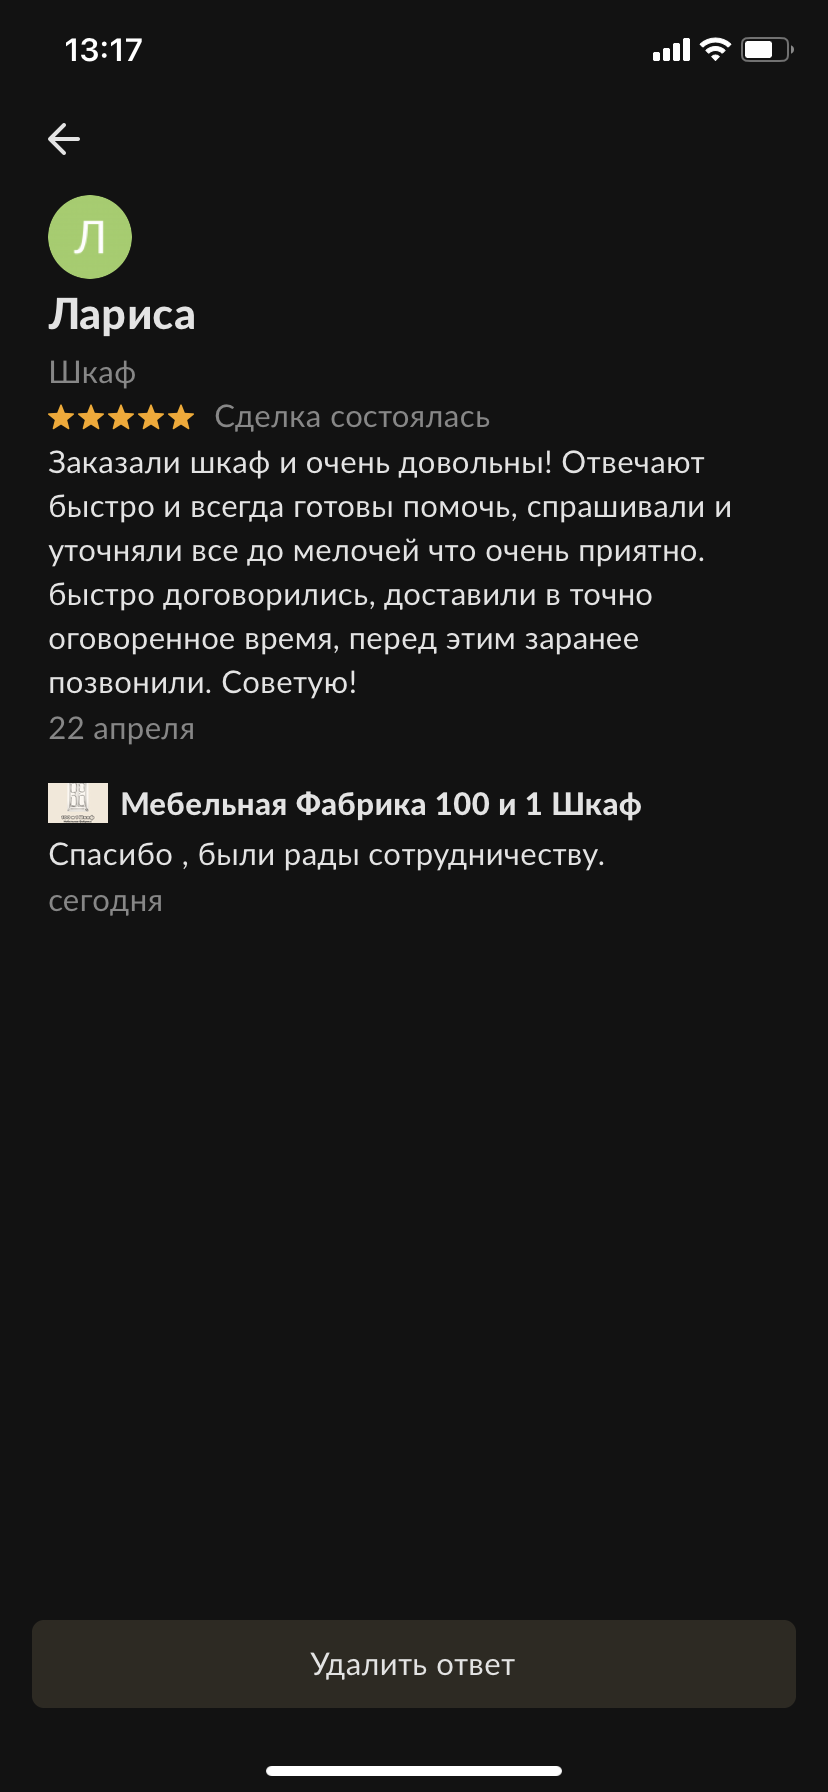 13:17
Л
Лариса
Шкаф
Сделка состоялась
Заказали шкаф и очень довольны! Отвечают
быстро и всегда готовы помочь, спрашивали и
уточняли все до мелочей что очень приятно.
быстро договорились, доставили в точно
оговоренное время, перед этим заранее
позвонили. Советую!
22 апреля
Мебельная Фабрика 100 и 1 Шкаф
Спасибо , были рады сотрудничеству.
сегодня
Удалить ответ